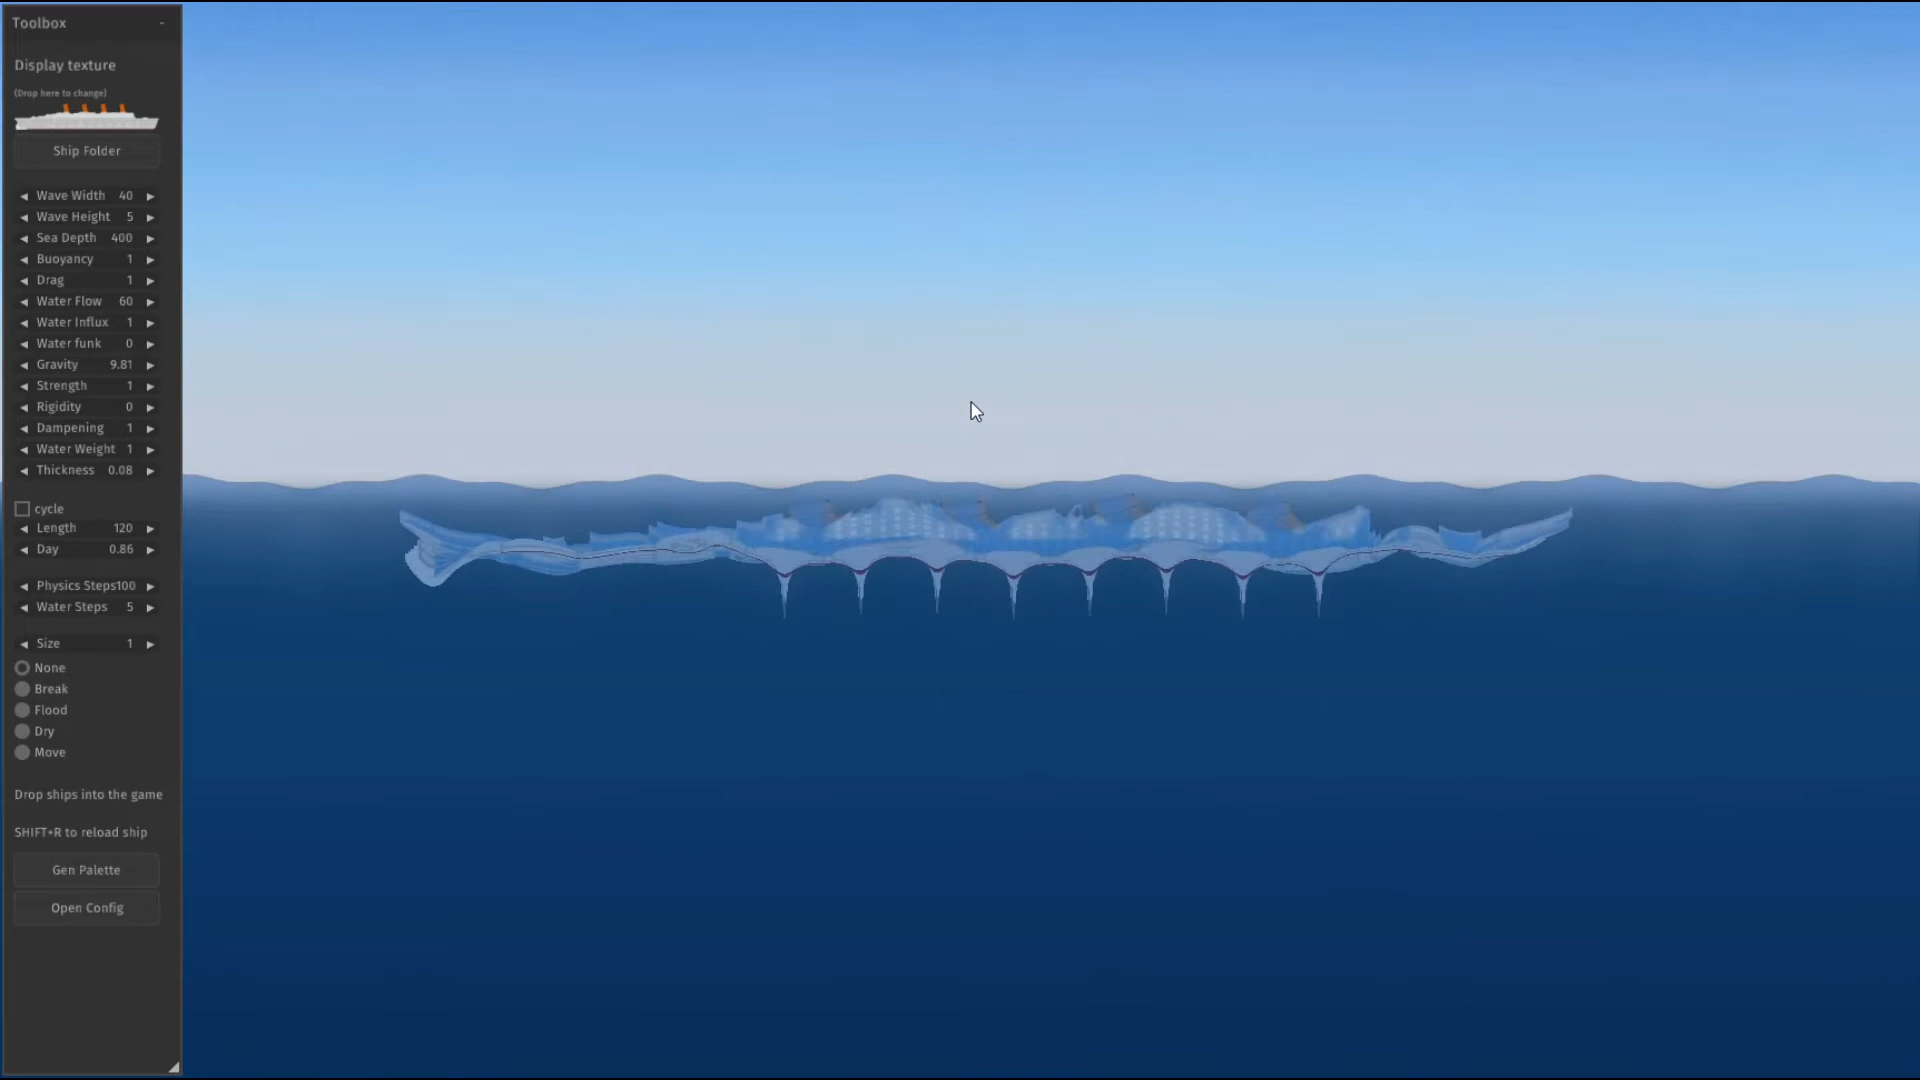 Toolbox -
Display texture
(Drop here to change)
Ship Folder
Wave Width 40
Wave Height 5
Sea Depth 400
Buoyancy 1
Drag 1
Water Flow 60
Water Influx 1
Water funk 0
Gravity 9.81
Strength 1
Rigidity 0
Dampening 1
Water Weight 1
Thickness 0.08
cycle
Length 120
Day 0.86
Physics Steps100
Water Steps 5
Size 1
None
Break
Flood
Dry
Move
Drop ships into the game
SHIFT+R to reload ship
Gen Palette
Open Config